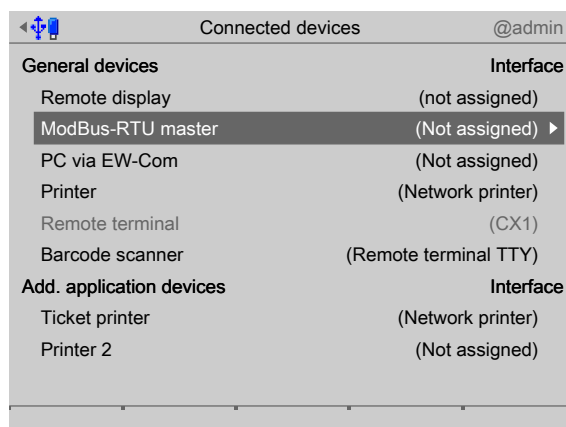 Connected devices @admin
General devices Interface
Remote display (not assigned)
ModBus-RTU master (Not assigned)
PC via EW-Com (Not assigned)
Printer (Network printer)
Remote terminal (CX1)
Barcode scanner (Remote terminal TTY)
Add. application devices Interface
Ticket printer (Network printer)
Printer 2 (Not assigned)